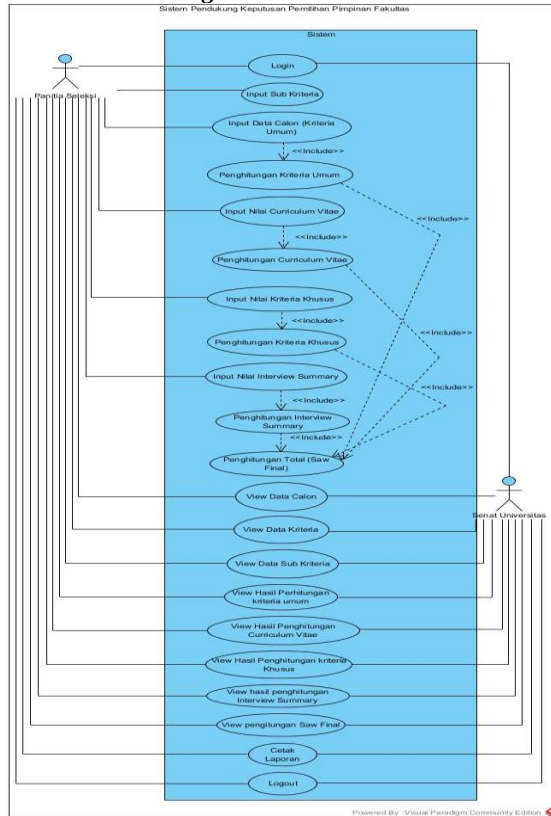 Sistem Pendukung Keputusan Pemilihan Pimpinan Fakultas
Sistem
Login
Panitia Seleksi
Input Sub Kriteria
Input Data Calon (Kriteria
Umum)
<<Include>>
Penghitungan Kriteria Umum
Input Nilai Curriculum Vitae
<<Include>>
<<Include>>
Penghitungan Curriculum Vitae
Input Nilai Kriteria Khusus
<<Include>>
<<Include>>
Penghitungan Kriteria Khusus
Input Nilai Interview Summary
<<Include>>
<<Include>>
Penghitungan Interview
Summary
<<Include>>
Penghitungan Total (Saw
Final)
View Data Calon
Senat Universitas
View Data Kriteria
View Data Sub Kriteria
View Hasil Perhitungan
kriteria umum
View Hasil Penghitungan
Curriculum Vitae
View Hasil Penghitungan kriteria
Khusus
View hasil penghitungan
Interview Summary
View pengitungan Saw Final
Cetak
Laporan
Logout
Powered By Visual Paradigm Community Edition